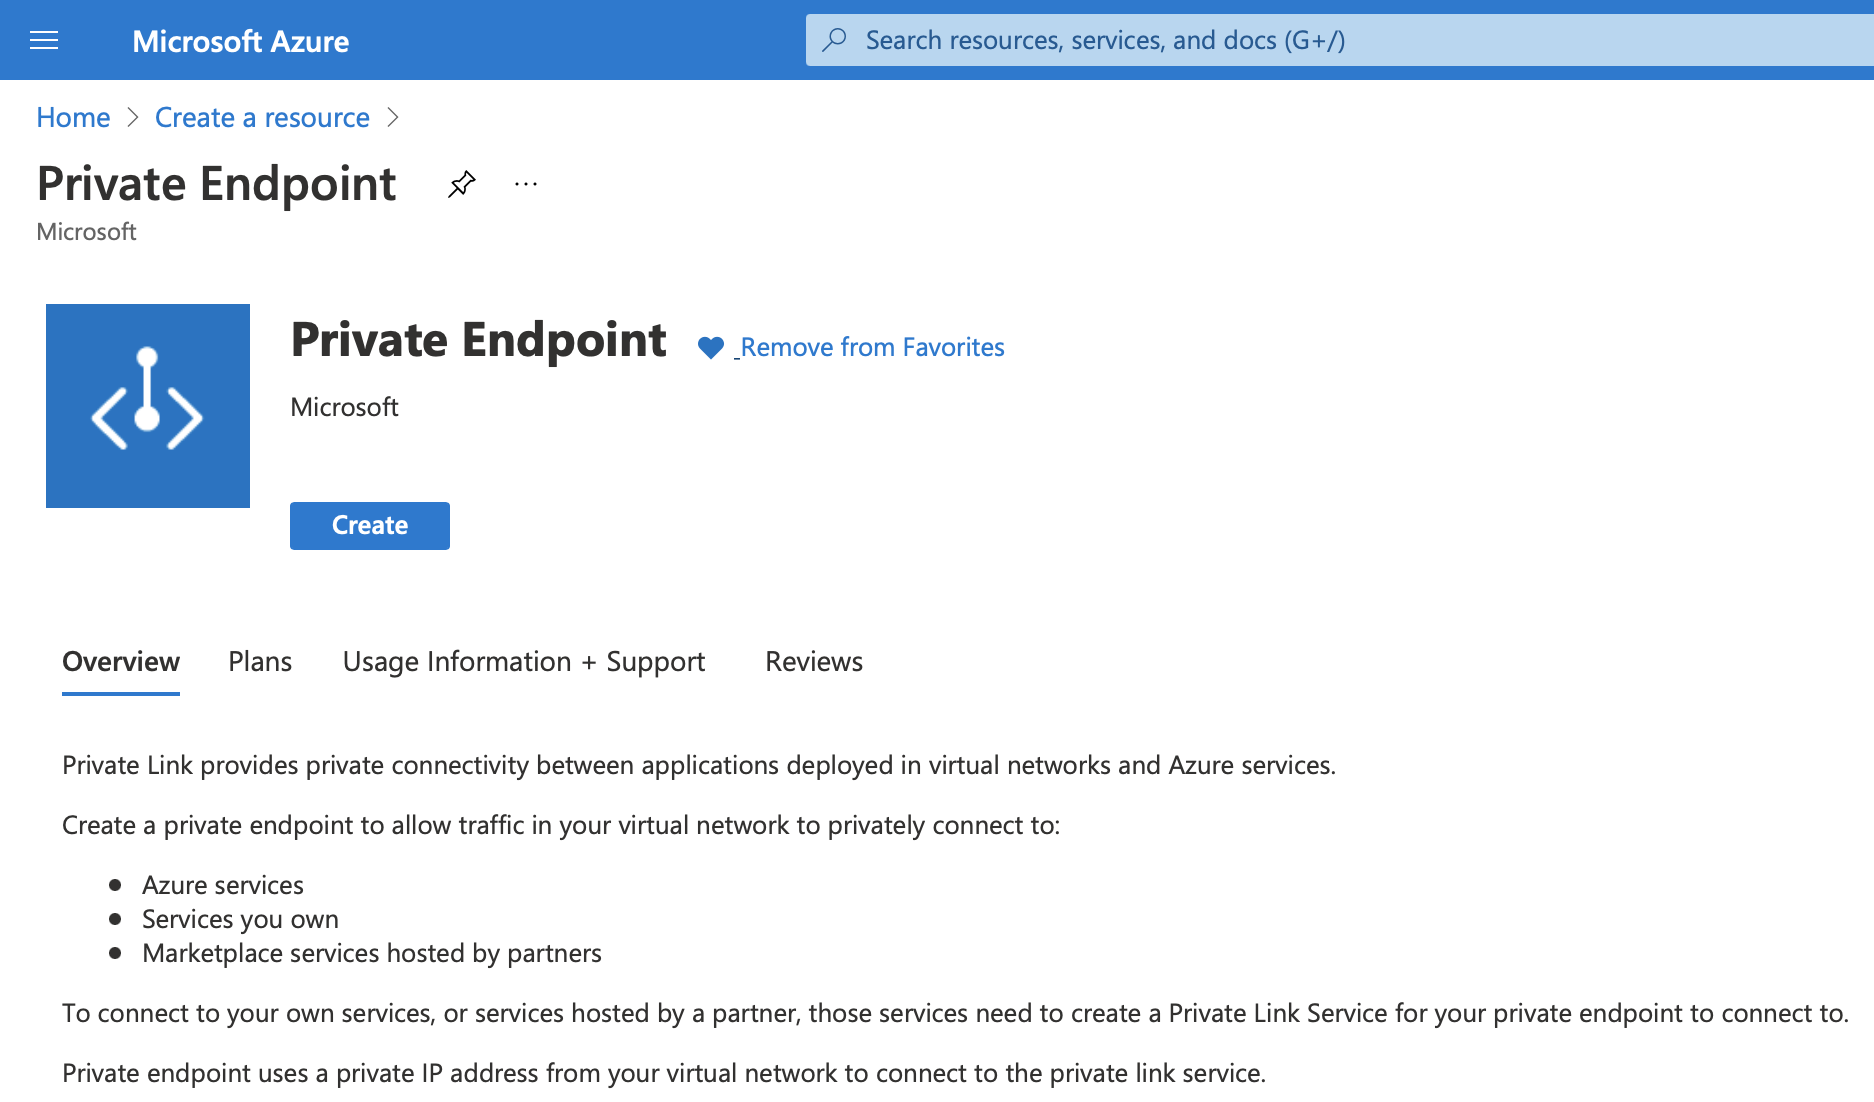 Microsoft Azure
Search resources, services, and docs (G+/)
Home > Create a resource >
Private Endpoint ...
Microsoft
Private Endpoint
Remove from Favorites
Microsoft
Create
Overview Plans Usage Information + Support Reviews
Private Link provides private connectivity between applications deployed in virtual networks and Azure services.
Create a private endpoint to allow traffic in your virtual network to privately connect to:
• Azure services
• Services you own
• Marketplace services hosted by partners
To connect to your own services, or services hosted by a partner, those services need to create a Private Link Service for your private endpoint to connect to.
Private endpoint uses a private IP address from your virtual network to connect to the private link service.